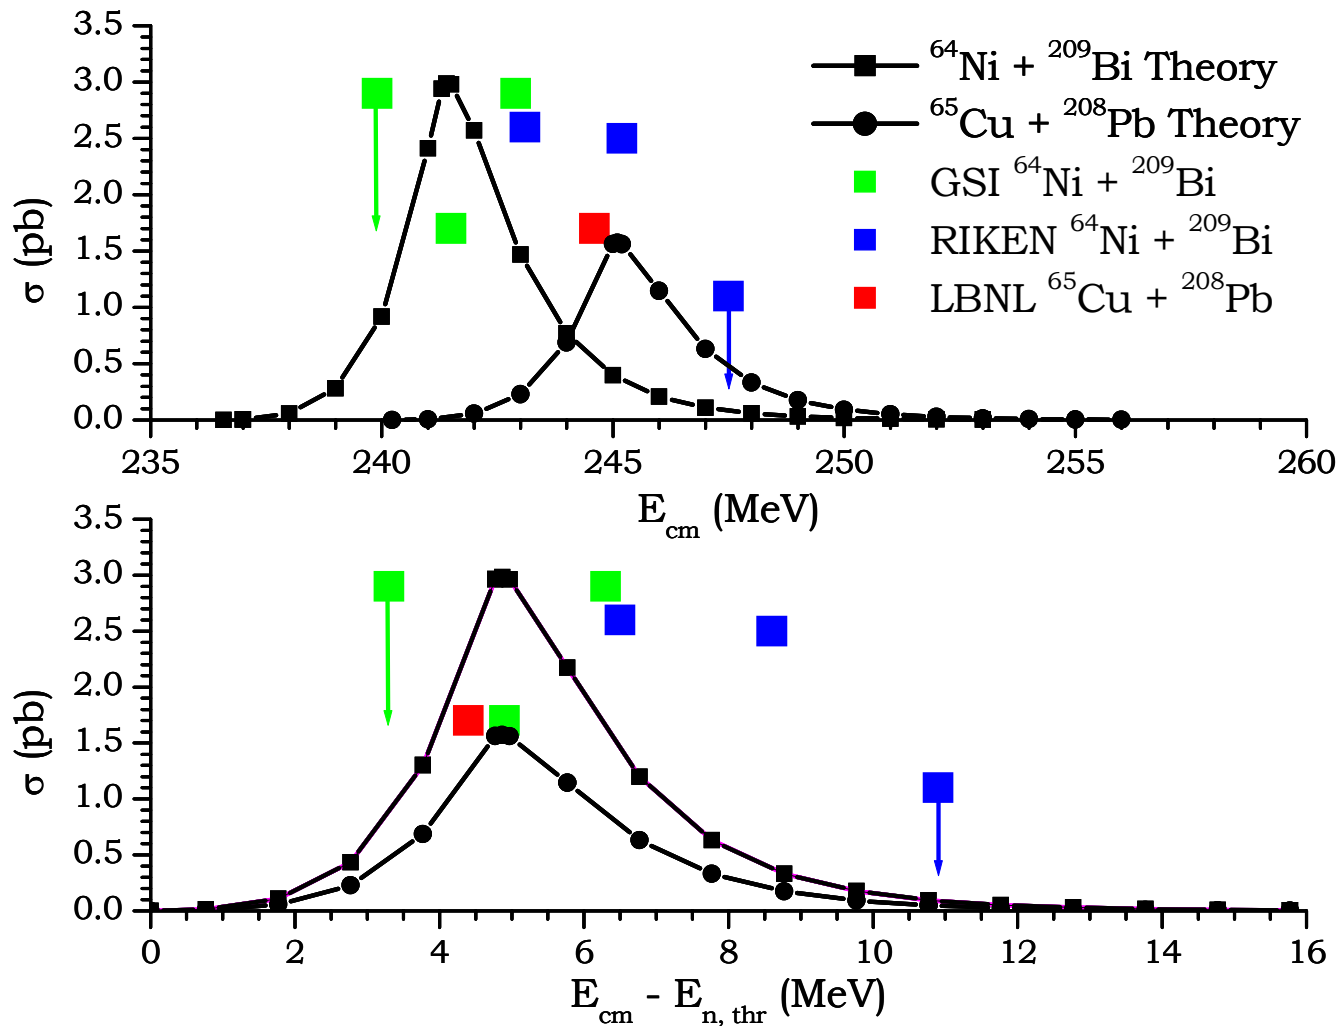 3.5
3.0
2.5
2.0
1.5
1.0
0.5
0.0
σ (pb)
64Ni + 209Bi Theory
65Cu + 208Pb Theory
GSI 64Ni + 209Bi
RIKEN 64Ni + 209Bi
LBNL 65Cu + 208Pb
235 240 245 250 255 260
Ecm (MeV)
3.5
3.0
2.5
2.0
1.5
1.0
0.5
0.0
σ (pb)
0 2 4 6 8 10 12 14 16
Ecm - En, thr (MeV)